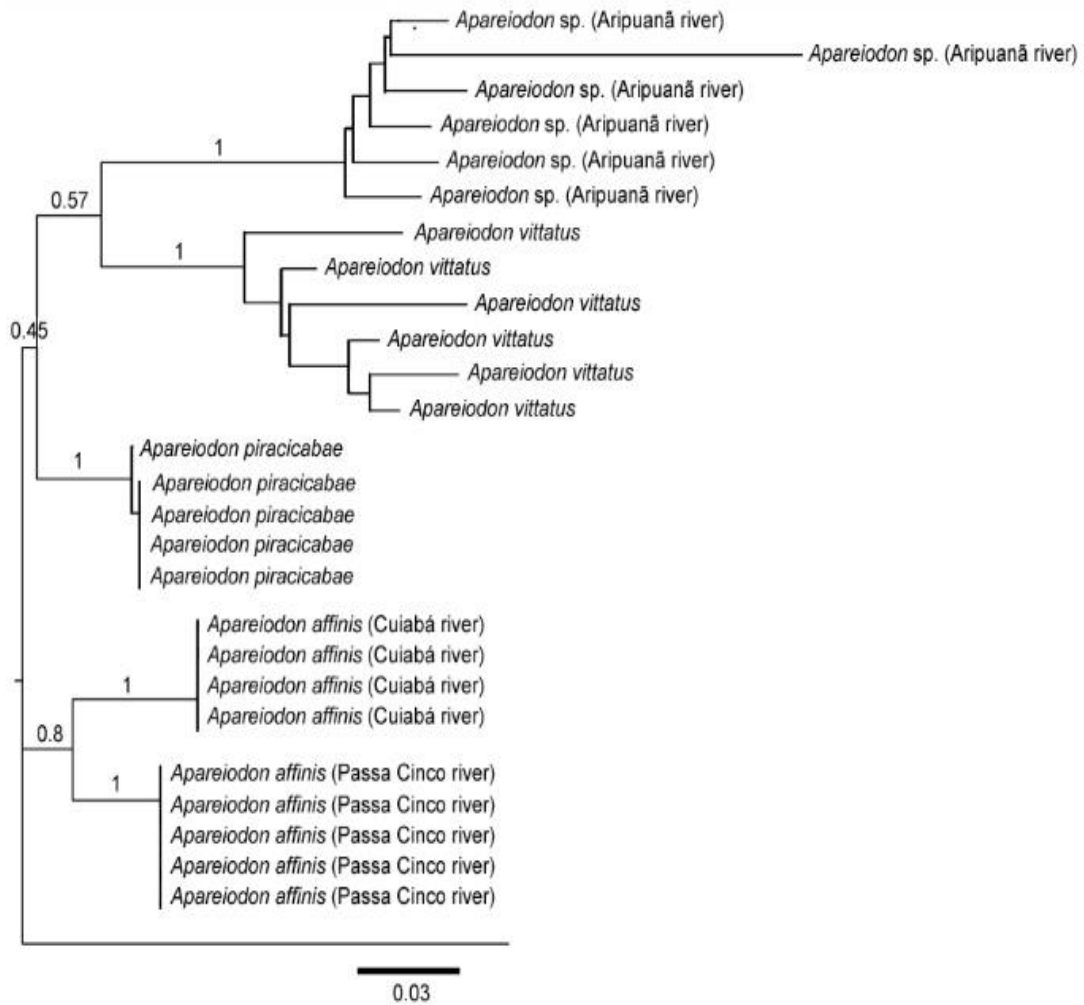 Apareiodon sp. (Aripuanã river)
Apareiodon sp. (Aripuanã river)
Apareiodon sp. (Aripuanã river)
Apareiodon sp. (Aripuanã river)
1
Apareiodon sp. (Aripuanã river)
Apareiodon sp. (Aripuanã river)
0.57
Apareiodon vittatus
1
Apareiodon vittatus
Apareiodon vittatus
0.45
Apareiodon vittatus
Apareiodon vittatus
Apareiodon vittatus
Apareiodon piracicabae
1
Apareiodon piracicabae
Apareiodon piracicabae
Apareiodon piracicabae
Apareiodon piracicabae
Apareiodon affinis (Cuiabá river)
Apareiodon affinis (Cuiabá river)
1
Apareiodon affinis (Cuiabá river)
Apareiodon affinis (Cuiabá river)
0.8
Apareiodon affinis (Passa Cinco river)
1
Apareiodon affinis (Passa Cinco river)
Apareiodon affinis (Passa Cinco river)
Apareiodon affinis (Passa Cinco river)
Apareiodon affinis (Passa Cinco river)
0.03